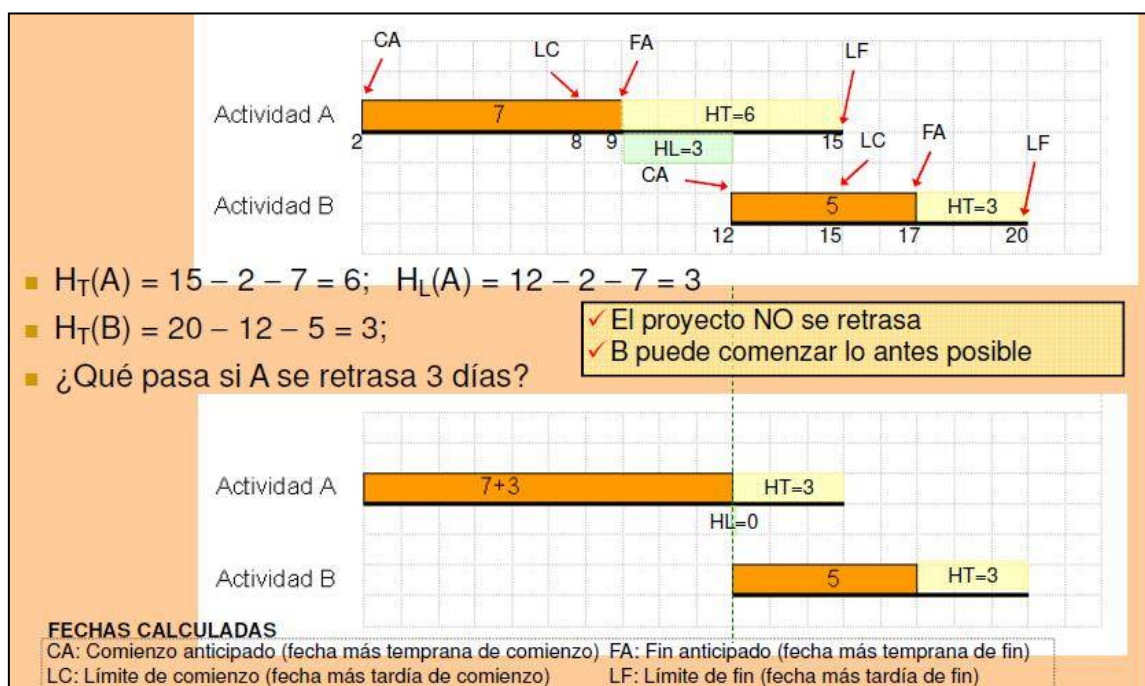 CA LC FA LF
Actividad A 7 HT=6
2 8 9 15
HL=3 LC FA LF
CA
Actividad B 5 HT=3
12 15 17 20
H_T(A) = 15 – 2 – 7 = 6; H_L(A) = 12 – 2 – 7 = 3
H_T(B) = 20 – 12 – 5 = 3;
✓ El proyecto NO se retrasa
✓ B puede comenzar lo antes posible
¿Qué pasa si A se retrasa 3 días?
Actividad A 7+3 HT=3
HL=0
Actividad B 5 HT=3
FECHAS CALCULADAS
CA: Comienzo anticipado (fecha más temprana de comienzo) FA: Fin anticipado (fecha más temprana de fin)
LC: Límite de comienzo (fecha más tardía de comienzo) LF: Límite de fin (fecha más tardía de fin)